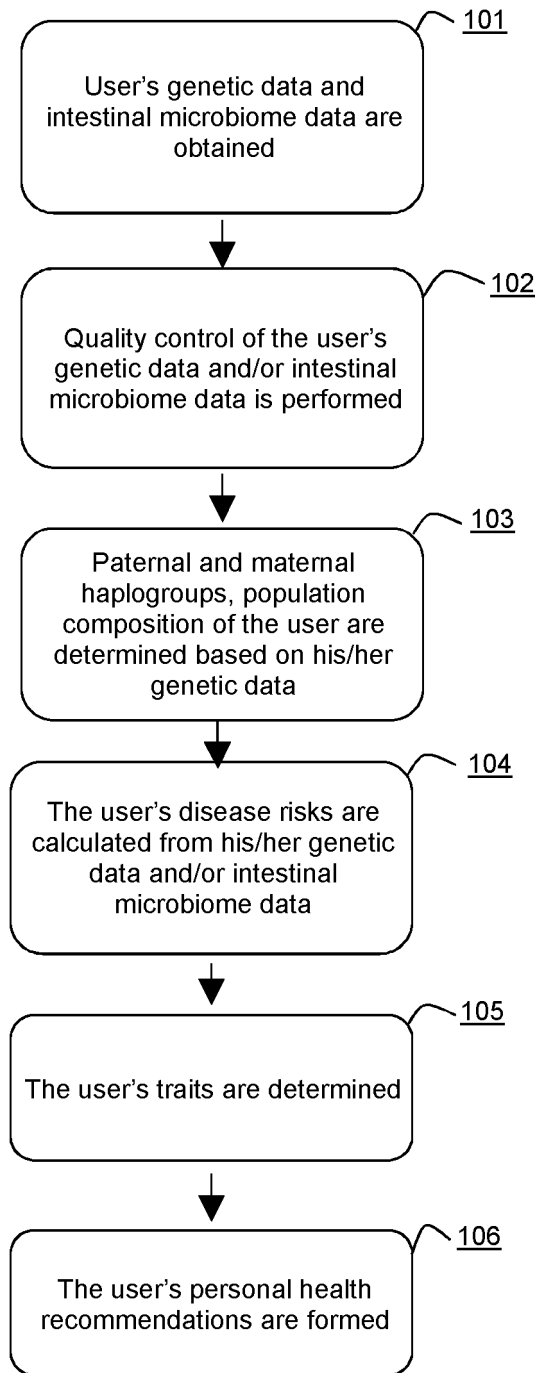 101
User's genetic data and
intestinal microbiome data are
obtained
102
Quality control of the user's
genetic data and/or intestinal
microbiome data is performed
103
Paternal and maternal
haplogroups, population
composition of the user are
determined based on his/her
genetic data
104
The user's disease risks are
calculated from his/her genetic
data and/or intestinal
microbiome data
105
The user's traits are determined
106
The user's personal health
recommendations are formed